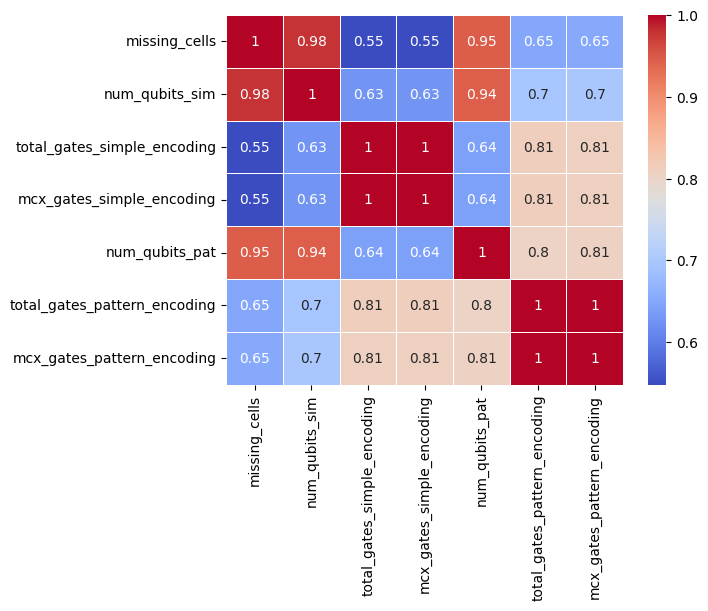 missing_cells 1 0.98 0.55 0.55 0.95 0.65 0.65
num_qubits_sim 0.98 1 0.63 0.63 0.94 0.7 0.7
total_gates_simple_encoding 0.55 0.63 1 1 0.64 0.81 0.81
mcx_gates_simple_encoding 0.55 0.63 1 1 0.64 0.81 0.81
num_qubits_pat 0.95 0.94 0.64 0.64 1 0.8 0.81
total_gates_pattern_encoding 0.65 0.7 0.81 0.81 0.8 1 1
mcx_gates_pattern_encoding 0.65 0.7 0.81 0.81 0.81 1 1
missing_cells
num_qubits_sim
total_gates_simple_encoding
mcx_gates_simple_encoding
num_qubits_pat
total_gates_pattern_encoding
mcx_gates_pattern_encoding
1.0
0.9
0.8
0.7
0.6